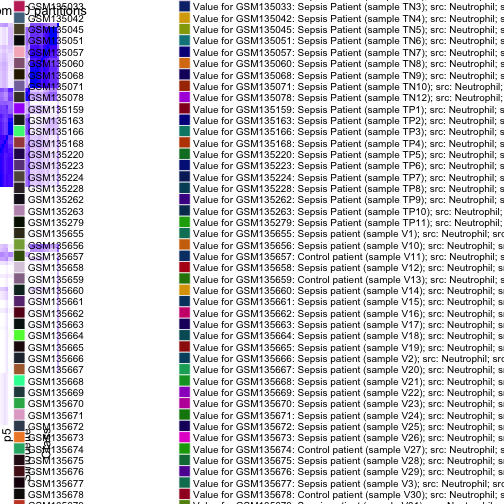 GSM135033 Value for GSM135033: Sepsis Patient (sample TN3); src: Neutrophil; s
GSM135042 Value for GSM135042: Sepsis Patient (sample TN4); src: Neutrophil; s
GSM135045 Value for GSM135045: Sepsis Patient (sample TN5); src: Neutrophil; s
GSM135051 Value for GSM135051: Sepsis Patient (sample TN6); src: Neutrophil; s
GSM135057 Value for GSM135057: Sepsis Patient (sample TN7); src: Neutrophil; s
GSM135060 Value for GSM135060: Sepsis Patient (sample TN8); src: Neutrophil; s
GSM135068 Value for GSM135068: Sepsis Patient (sample TN9); src: Neutrophil; s
GSM135071 Value for GSM135071: Sepsis Patient (sample TN10); src: Neutrophil;
GSM135078 Value for GSM135078: Sepsis Patient (sample TN12); src: Neutrophil;
GSM135159 Value for GSM135159: Sepsis Patient (sample TP1); src: Neutrophil; s
GSM135163 Value for GSM135163: Sepsis Patient (sample TP2); src: Neutrophil; s
GSM135166 Value for GSM135166: Sepsis Patient (sample TP3); src: Neutrophil; s
GSM135168 Value for GSM135168: Sepsis Patient (sample TP4); src: Neutrophil; s
GSM135220 Value for GSM135220: Sepsis Patient (sample TP5); src: Neutrophil; s
GSM135223 Value for GSM135223: Sepsis Patient (sample TP6); src: Neutrophil; s
GSM135224 Value for GSM135224: Sepsis Patient (sample TP7); src: Neutrophil; s
GSM135228 Value for GSM135228: Sepsis Patient (sample TP8); src: Neutrophil; s
GSM135262 Value for GSM135262: Sepsis Patient (sample TP9); src: Neutrophil; s
GSM135263 Value for GSM135263: Sepsis Patient (sample TP10); src: Neutrophil;
GSM135279 Value for GSM135279: Sepsis Patient (sample TP11); src: Neutrophil;
GSM135655 Value for GSM135655: Sepsis patient (sample V1); src: Neutrophil; src
GSM135656 Value for GSM135656: Sepsis patient (sample V10); src: Neutrophil; s
GSM135657 Value for GSM135657: Control patient (sample V11); src: Neutrophil; s
GSM135658 Value for GSM135658: Sepsis patient (sample V12); src: Neutrophil; s
GSM135659 Value for GSM135659: Control patient (sample V13); src: Neutrophil; s
GSM135660 Value for GSM135660: Sepsis patient (sample V14); src: Neutrophil; s
GSM135661 Value for GSM135661: Sepsis patient (sample V15); src: Neutrophil; s
GSM135662 Value for GSM135662: Sepsis patient (sample V16); src: Neutrophil; s
GSM135663 Value for GSM135663: Sepsis patient (sample V17); src: Neutrophil; s
GSM135664 Value for GSM135664: Sepsis patient (sample V18); src: Neutrophil; s
GSM135665 Value for GSM135665: Sepsis patient (sample V19); src: Neutrophil; s
GSM135666 Value for GSM135666: Sepsis patient (sample V2); src: Neutrophil; src
GSM135667 Value for GSM135667: Sepsis patient (sample V20); src: Neutrophil; s
GSM135668 Value for GSM135668: Sepsis patient (sample V21); src: Neutrophil; s
GSM135669 Value for GSM135669: Sepsis patient (sample V22); src: Neutrophil; s
GSM135670 Value for GSM135670: Sepsis patient (sample V23); src: Neutrophil; s
GSM135671 Value for GSM135671: Sepsis patient (sample V24); src: Neutrophil; s
GSM135672 Value for GSM135672: Sepsis patient (sample V25); src: Neutrophil; s
GSM135673 Value for GSM135673: Sepsis patient (sample V26); src: Neutrophil; s
GSM135674 Value for GSM135674: Control patient (sample V27); src: Neutrophil; s
GSM135675 Value for GSM135675: Sepsis patient (sample V28); src: Neutrophil; s
GSM135676 Value for GSM135676: Sepsis patient (sample V29); src: Neutrophil; s
GSM135677 Value for GSM135677: Sepsis patient (sample V3); src: Neutrophil; src
GSM135678 Value for GSM135678: Control patient (sample V30); src: Neutrophil; s
partitions
p5